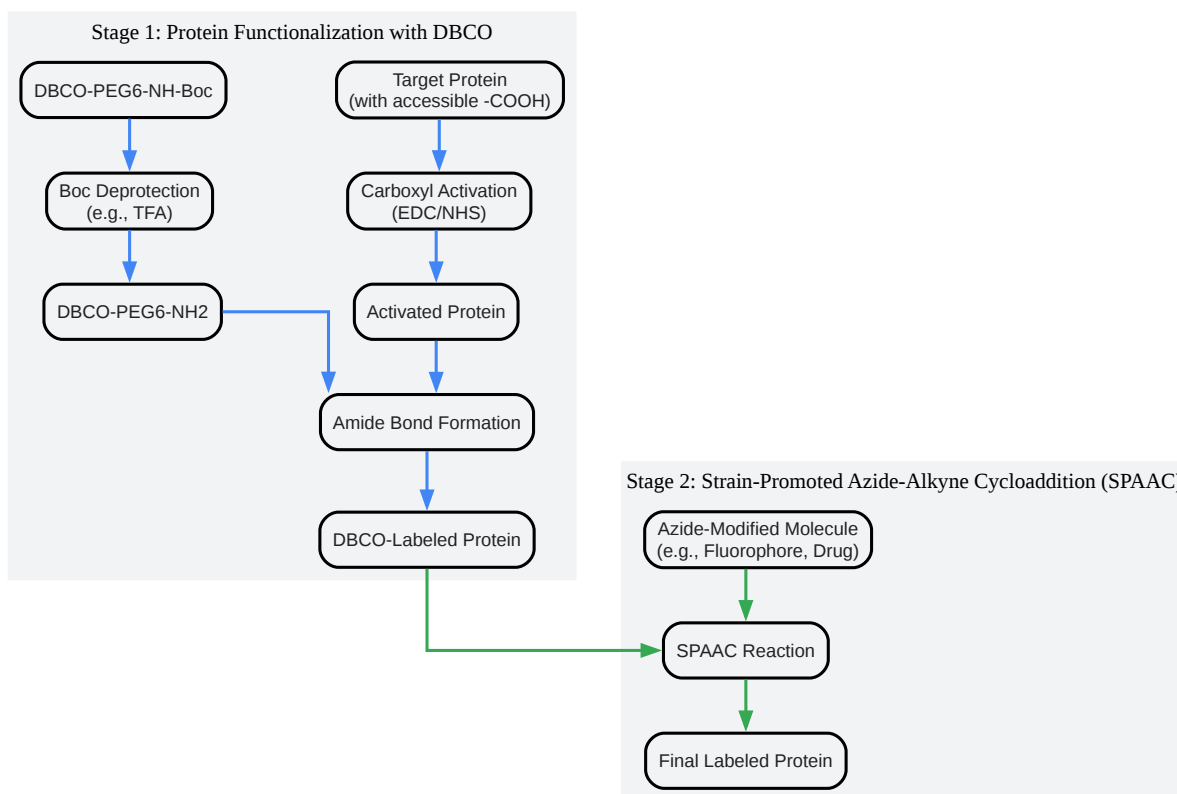 Stage 1: Protein Functionalization with DBCO
DBCO-PEG6-NH-Boc
Target Protein
(with accessible -COOH)
Boc Deprotection
(e.g., TFA)
Carboxyl Activation
(EDC/NHS)
DBCO-PEG6-NH2
Activated Protein
Amide Bond Formation
DBCO-Labeled Protein
Stage 2: Strain-Promoted Azide-Alkyne Cycloaddition (SPAAC)
Azide-Modified Molecule
(e.g., Fluorophore, Drug)
SPAAC Reaction
Final Labeled Protein